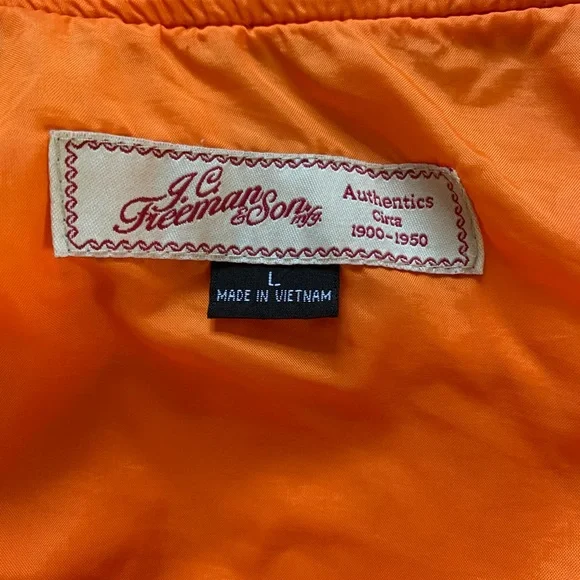 J.C.
Freeman
& Son mfg.
Authentics
Circa
1900-1950
L
MADE IN VIETNAM